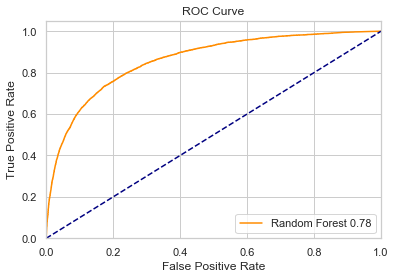 ROC Curve
True Positive Rate
1.0
0.8
0.6
0.4
0.2
0.0
0.0 0.2 0.4 0.6 0.8 1.0
False Positive Rate
Random Forest 0.78